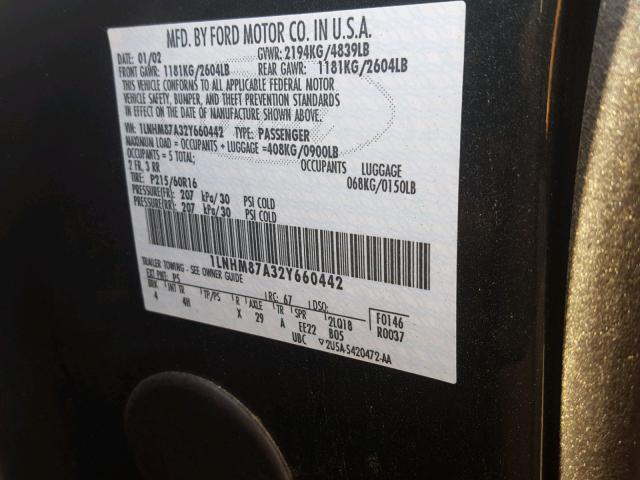 MFD. BY FORD MOTOR CO. IN U.S.A.
DATE: 01/02 GVWR: 2194KG/4839LB
FRONT GAWR: 1181KG/2604LB REAR GAWR: 1181KG/2604LB
THIS VEHICLE CONFORMS TO ALL APPLICABLE FEDERAL MOTOR
VEHICLE SAFETY, BUMPER, AND THEFT PREVENTION STANDARDS
IN EFFECT ON THE DATE OF MANUFACTURE SHOWN ABOVE.
VIN: 1LNHM87A32Y660442 TYPE: PASSENGER
MAXIMUM LOAD = OCCUPANTS + LUGGAGE =408KG/0900LB
OCCUPANTS = 5 TOTAL; OCCUPANTS LUGGAGE
2 FR, 3 RR 068KG/0150LB
TIRE: P215/60R16
PRESSURE(FR): 207 kPa/30 PSI COLD
PRESSURE(RR): 207 kPa/30 PSI COLD
1LNHM87A32Y660442
TRAILER TOWING - SEE OWNER GUIDE
EXT PNT: P5 RC: 67 DSO:
BRK INT TR TP/PS R AXLE TR SPR 2LQ18 F0146
4 4H X 29 A EE22 B05 R0037
UBC ▽2USA-5420472-AA